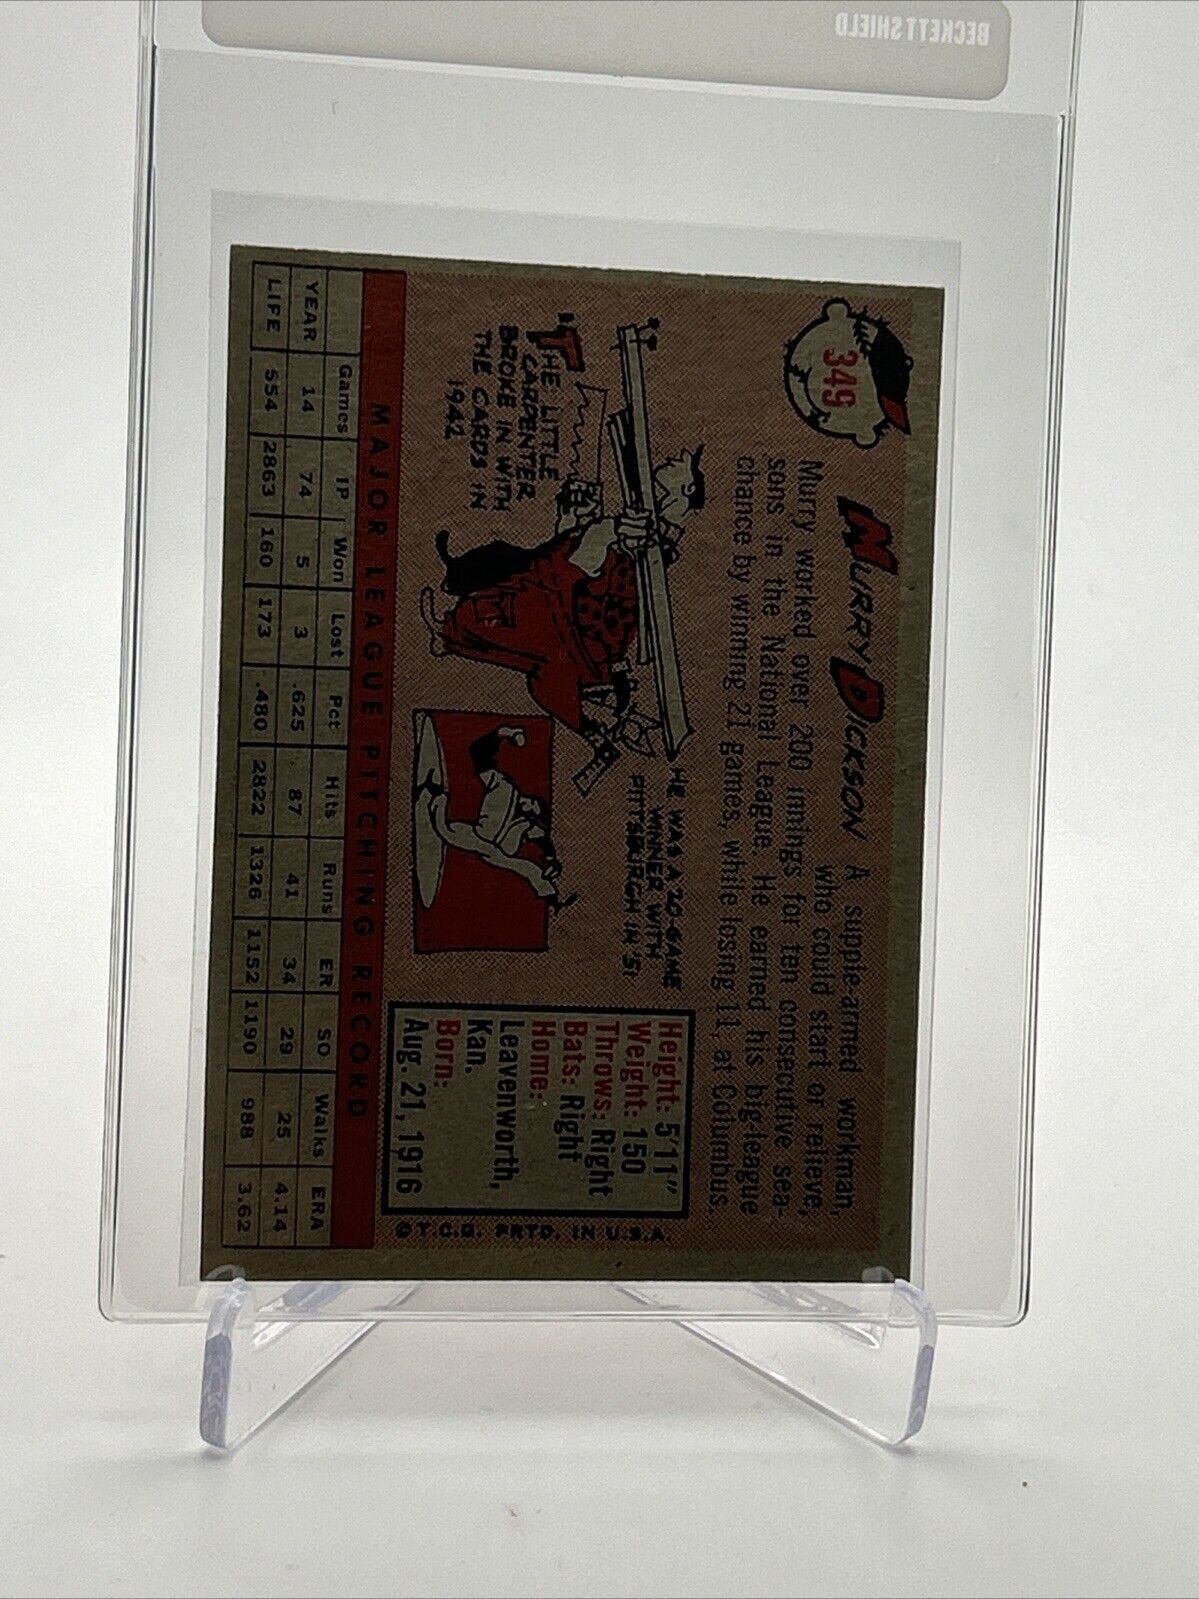 BECKETT SHIELD
349
MURRY DICKSON A supple-armed workman,
who could start or relieve,
Murry worked over 200 innings for ten consecutive sea-
sons in the National League. He earned his big league
chance by winning 21 games, while losing 11, at Columbus.
"THE LITTLE
CARPENTER"
BROKE IN WITH
THE CARDS IN
1942
HE WAS A 20-GAME
WINNER WITH
PITTSBURGH IN '51
Height: 5'11"
Weight: 150
Throws: Right
Bats: Right
Home:
Leavenworth,
Kan.
Born:
Aug. 21, 1916
© T.C.G. PRTD. IN U.S.A.
MAJOR LEAGUE PITCHING RECORD
Games IP Won Lost Pct Hits Runs ER SO Walks ERA
YEAR 14 74 5 3 .625 87 41 34 29 25 4.14
LIFE 554 2863 160 173 .480 2822 1326 1152 1190 988 3.62